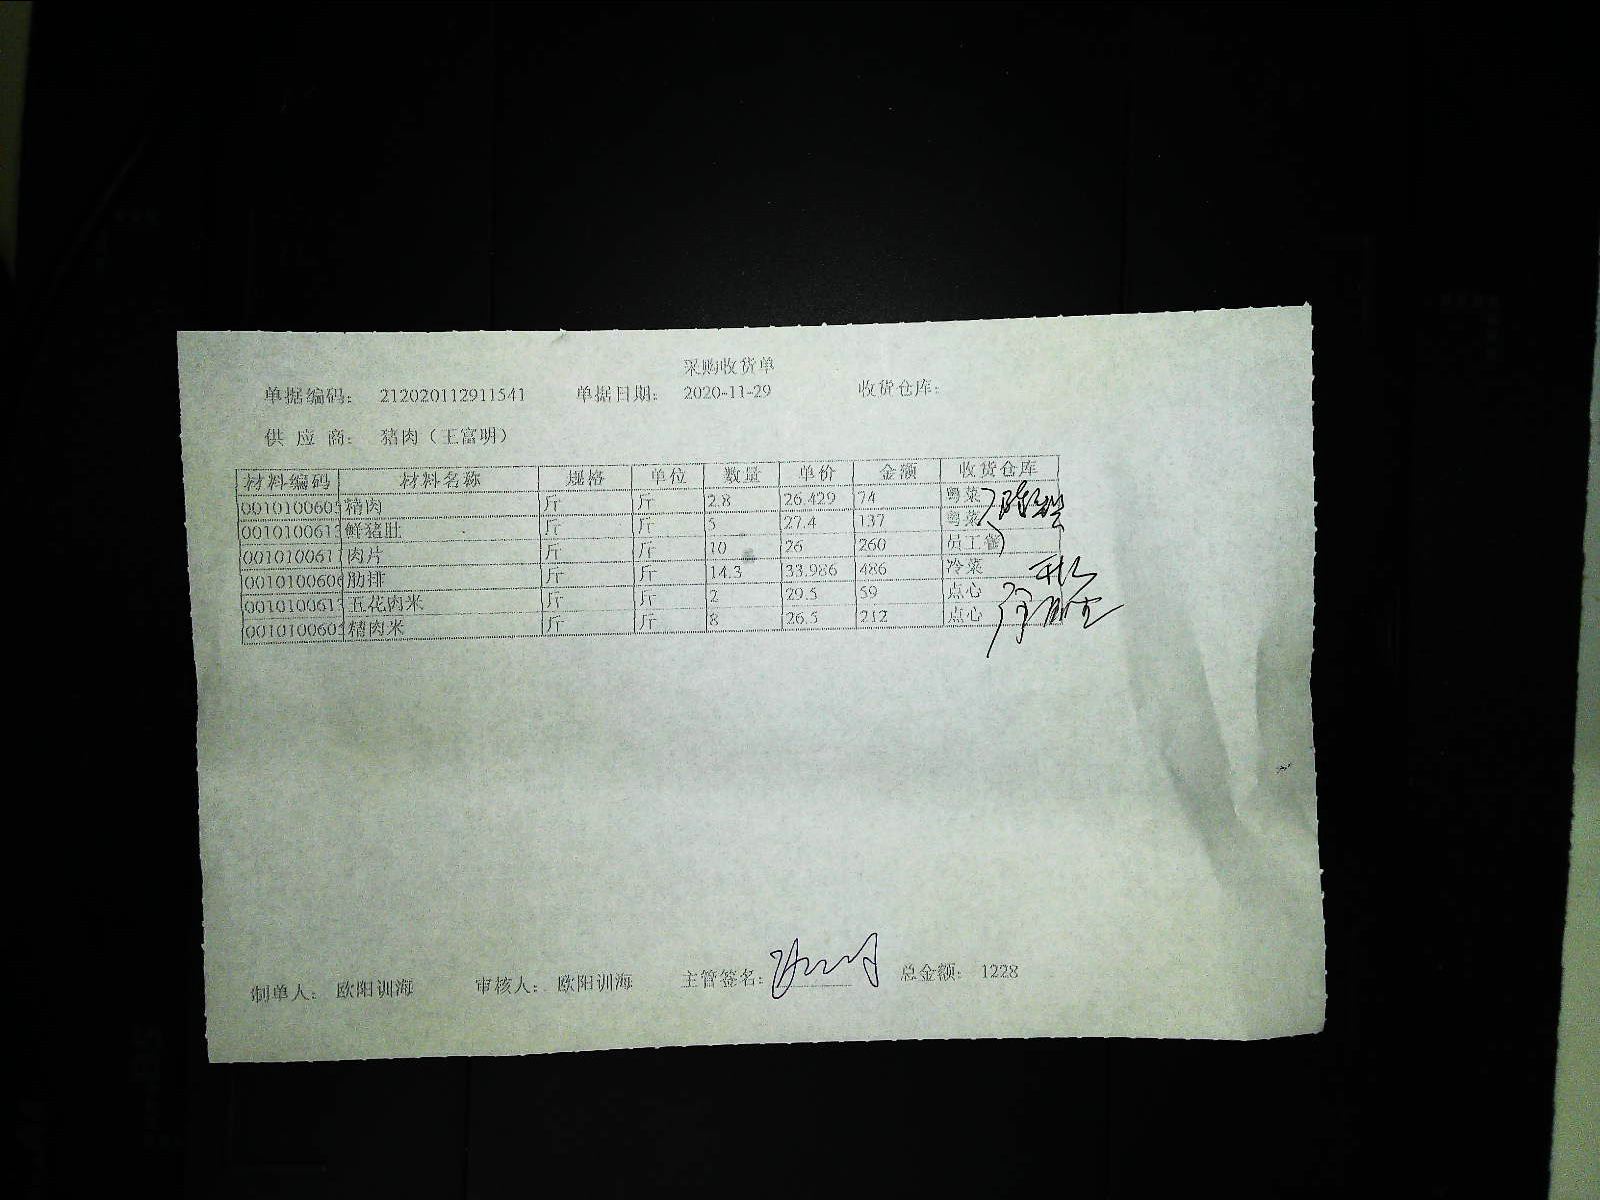 采购收货单
单据编码： 212020112911541 单据日期： 2020-11-29 收货仓库：
供 应 商： 猪肉（王富明）
材料编码 材料名称 规格 单位 数量 单价 金额 收货仓库
0010100605 精肉 斤 斤 2.8 26.429 74 粤菜
0010100613 鲜猪肚 斤 斤 5 27.4 137 粤菜
0010100611 肉片 斤 斤 10 26 260 员工餐
0010100606 肋排 斤 斤 14.3 33.986 486 冷菜
0010100613 五花肉米 斤 斤 2 29.5 59 点心
0010100605 精肉米 斤 斤 8 26.5 212 点心
制单人： 欧阳训海 审核人： 欧阳训海 主管签名： 总金额： 1228